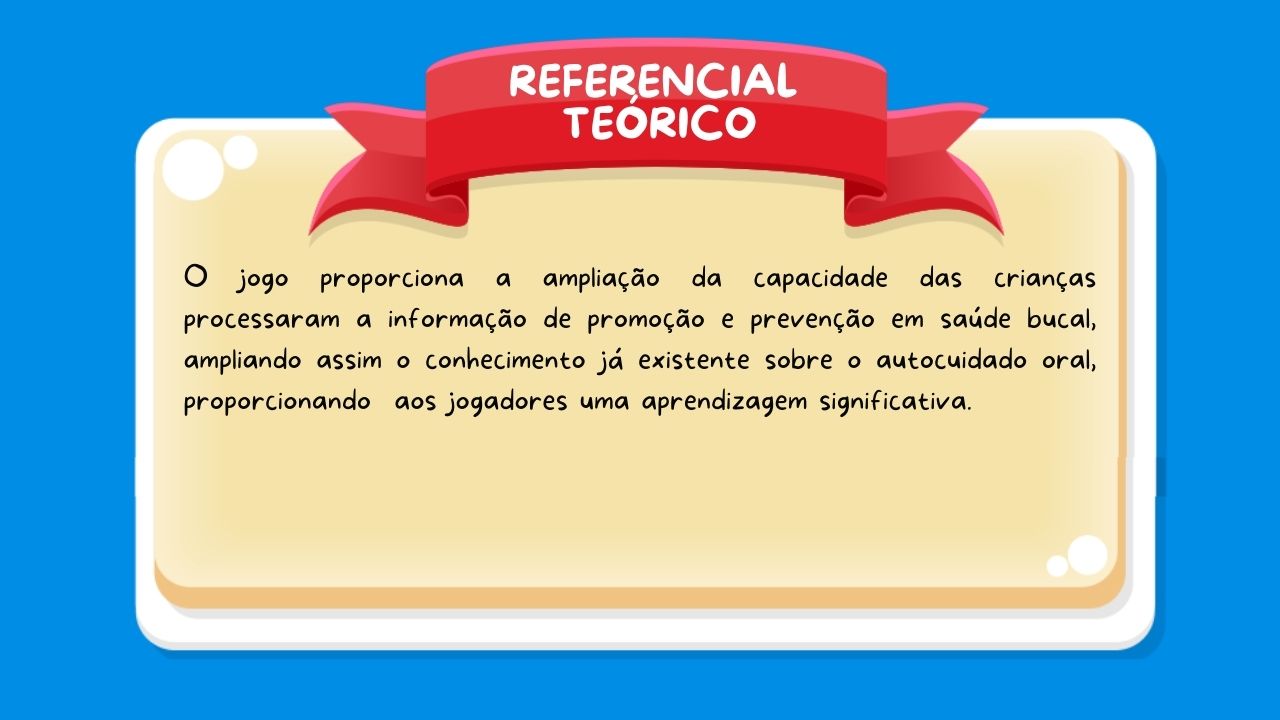 REFERENCIAL
TEÓRICO
O jogo proporciona a ampliação da capacidade das crianças
processaram a informação de promoção e prevenção em saúde bucal,
ampliando assim o conhecimento já existente sobre o autocuidado oral,
proporcionando aos jogadores uma aprendizagem significativa.